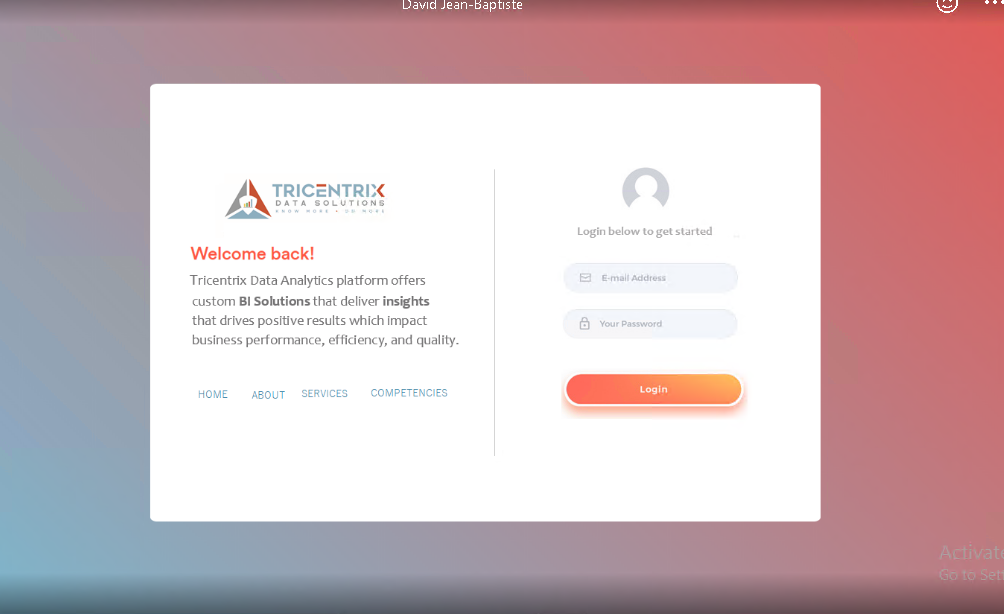 David Jean-Baptiste
TRICENTRIX
DATA SOLUTIONS
KNOW MORE • DO MORE
Welcome back!
Tricentrix Data Analytics platform offers
custom BI Solutions that deliver insights
that drives positive results which impact
business performance, efficiency, and quality.
HOME ABOUT SERVICES COMPETENCIES
Login below to get started
E-mail Address
Your Password
Login
Activate
Go to Sett